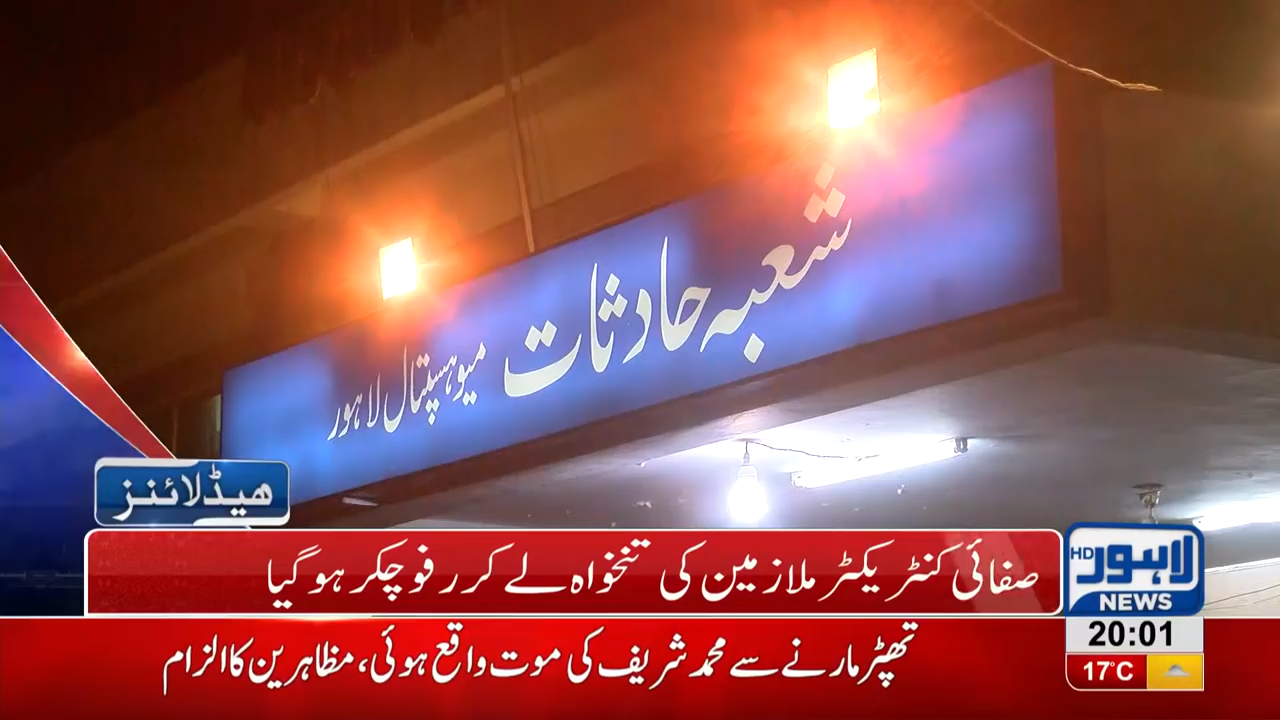 شعبہ حادثات میو ہسپتال لاہور
ھیڈلائنز
صفائی کنٹریکٹر ملازمین کی تنخواہ لے کر رفوچکر ہوگیا
HD لاہور
NEWS
20:01
تھپڑ مارنے سے محمد شریف کی موت واقع ہوئی، مظاہرین کا الزام
17°C